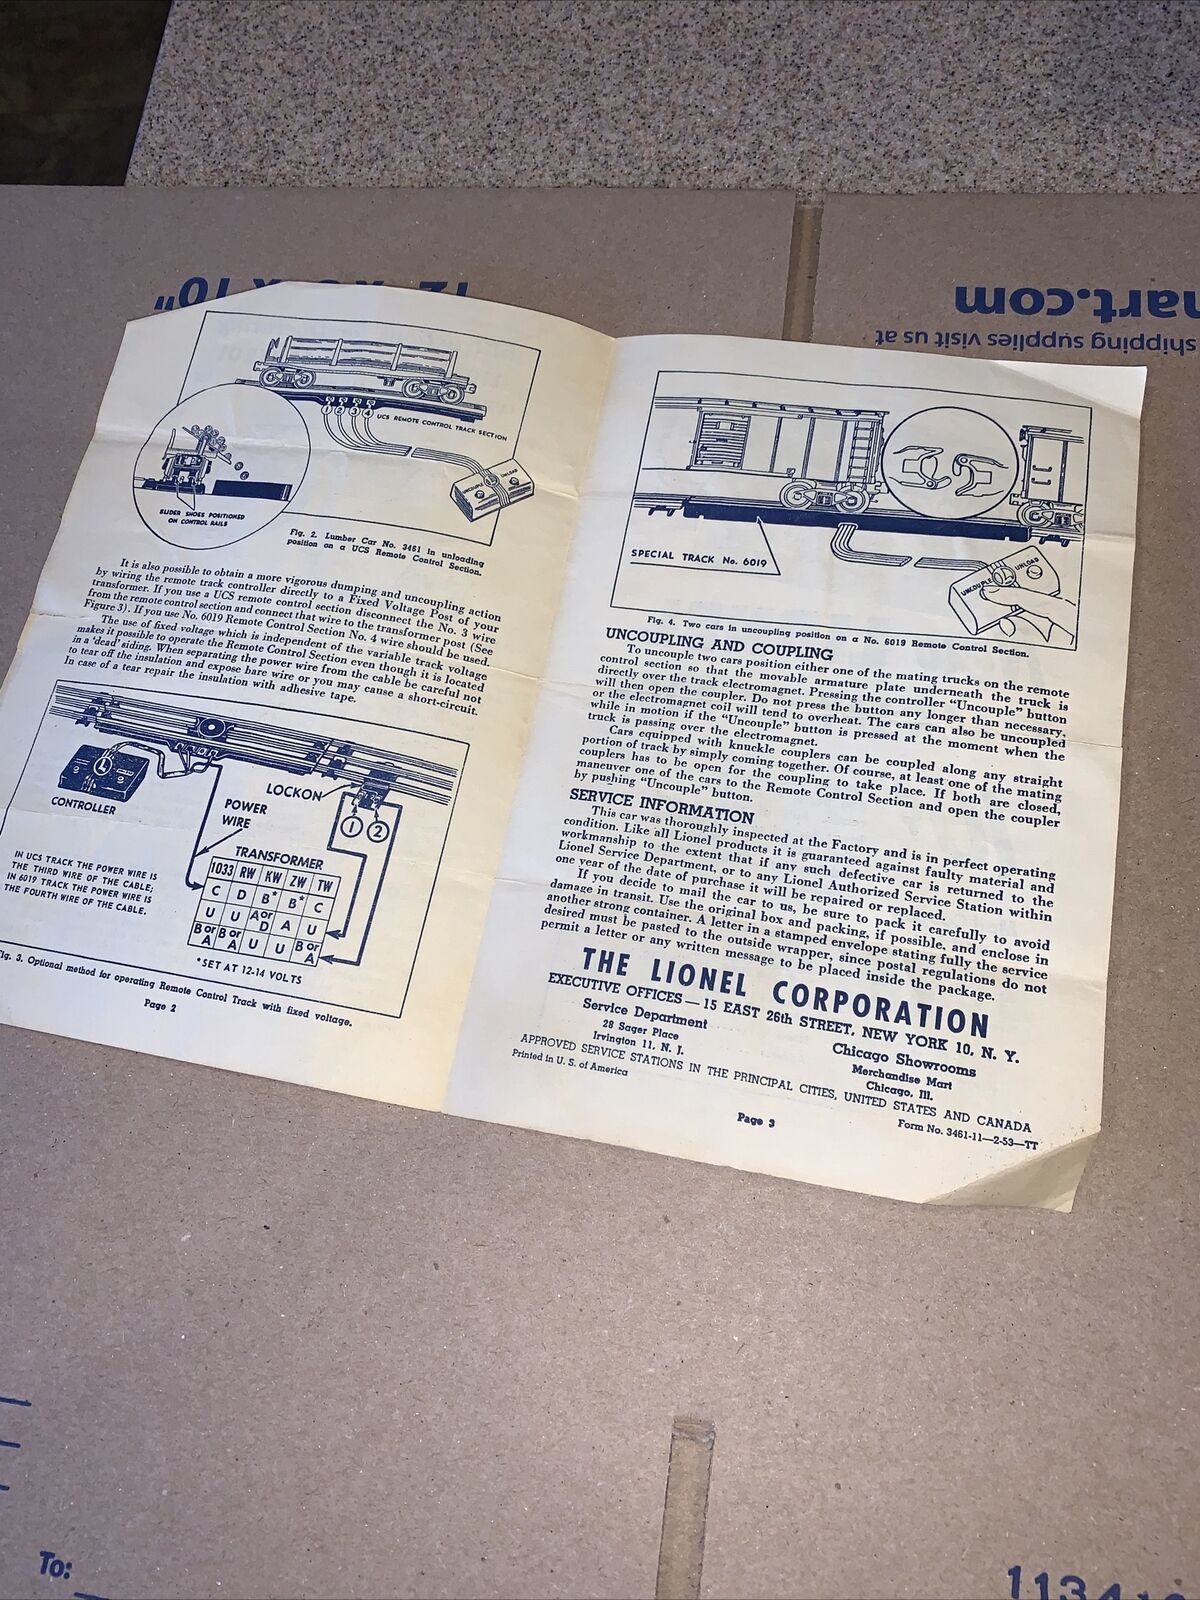 12" x 6 x 10"
mart.com
shipping supplies visit us at
1
2
3
4
UCS REMOTE CONTROL TRACK SECTION
UNCOUPLE
L
UNLOAD
SLIDER SHOES POSITIONED
ON CONTROL RAILS
Fig. 2. Lumber Car No. 3461 in unloading
position on a UCS Remote Control Section.
It is also possible to obtain a more vigorous dumping and uncoupling action
by wiring the remote track controller directly to a Fixed Voltage Post of your
transformer. If you use a UCS remote control section disconnect the No. 3 wire
from the remote control section and connect that wire to the transformer post (See
Figure 3). If you use No. 6019 Remote Control Section No. 4 wire should be used.
The use of fixed voltage which is independent of the variable track voltage
makes it possible to operate the Remote Control Section even though it is located
in a 'dead' siding. When separating the power wire from the cable be careful not
to tear off the insulation and expose bare wire or you may cause a short-circuit.
In case of a tear repair the insulation with adhesive tape.
L
CONTROLLER
LOCKON
POWER
WIRE
1 2
IN UCS TRACK THE POWER WIRE IS
THE THIRD WIRE OF THE CABLE;
IN 6019 TRACK THE POWER WIRE IS
THE FOURTH WIRE OF THE CABLE.
TRANSFORMER
1033 RW KW ZW TW
C D B* B* C
U U A or D A U
B or A B or A U U B or A
*SET AT 12-14 VOLTS
Fig. 3. Optional method for operating Remote Control Track with fixed voltage.
Page 2
SPECIAL TRACK No. 6019
UNCOUPLE
L
UNLOAD
Fig. 4. Two cars in uncoupling position on a No. 6019 Remote Control Section.
UNCOUPLING AND COUPLING
To uncouple two cars position either one of the mating trucks on the remote
control section so that the movable armature plate underneath the truck is
directly over the track electromagnet. Pressing the controller "Uncouple" button
will then open the coupler. Do not press the button any longer than necessary,
or the electromagnet coil will tend to overheat. The cars can also be uncoupled
while in motion if the "Uncouple" button is pressed at the moment when the
truck is passing over the electromagnet.
Cars equipped with knuckle couplers can be coupled along any straight
portion of track by simply coming together. Of course, at least one of the mating
couplers has to be open for the coupling to take place. If both are closed,
maneuver one of the cars to the Remote Control Section and open the coupler
by pushing "Uncouple" button.
SERVICE INFORMATION
This car was thoroughly inspected at the Factory and is in perfect operating
condition. Like all Lionel products it is guaranteed against faulty material and
workmanship to the extent that if any such defective car is returned to the
Lionel Service Department, or to any Lionel Authorized Service Station within
one year of the date of purchase it will be repaired or replaced.
If you decide to mail the car to us, be sure to pack it carefully to avoid
damage in transit. Use the original box and packing, if possible, and enclose in
another strong container. A letter in a stamped envelope stating fully the service
desired must be pasted to the outside wrapper, since postal regulations do not
permit a letter or any written message to be placed inside the package.
THE LIONEL CORPORATION
EXECUTIVE OFFICES — 15 EAST 26th STREET, NEW YORK 10, N. Y.
Service Department
28 Sager Place
Irvington 11, N. J.
Chicago Showrooms
Merchandise Mart
Chicago, Ill.
APPROVED SERVICE STATIONS IN THE PRINCIPAL CITIES, UNITED STATES AND CANADA
Printed in U. S. of America
Page 3
Form No. 3461-11—2-53—TT
To: